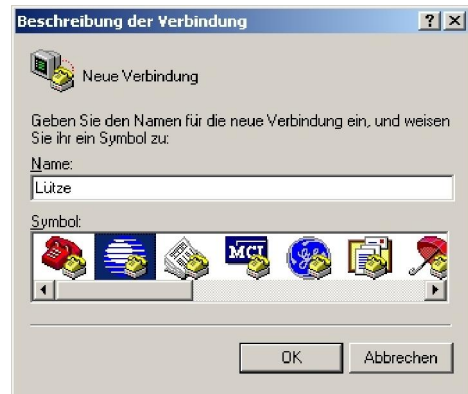 Beschreibung der Verbindung
Neue Verbindung
Geben Sie den Namen für die neue Verbindung ein, und weisen
Sie ihr ein Symbol zu:
Name:
Lütze
Symbol:
MCI
OK Abbrechen